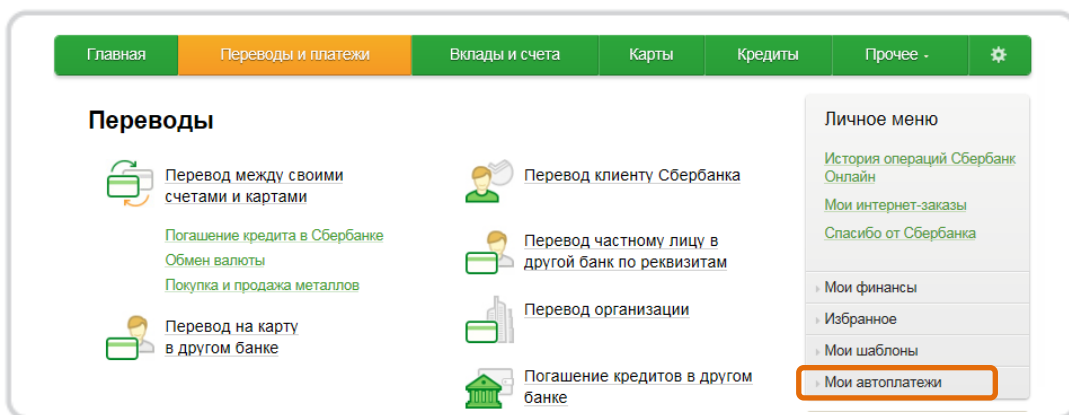 Главная Переводы и платежи Вклады и счета Карты Кредиты Прочее
Переводы
Перевод между своими
счетами и картами
Погашение кредита в Сбербанке
Обмен валюты
Покупка и продажа металлов
Перевод на карту
в другом банке
Перевод клиенту Сбербанка
Перевод частному лицу в
другой банк по реквизитам
Перевод организации
Погашение кредитов в другом
банке
Личное меню
История операций Сбербанк
Онлайн
Мои интернет-заказы
Спасибо от Сбербанка
Мои финансы
Избранное
Мои шаблоны
Мои автоплатежи